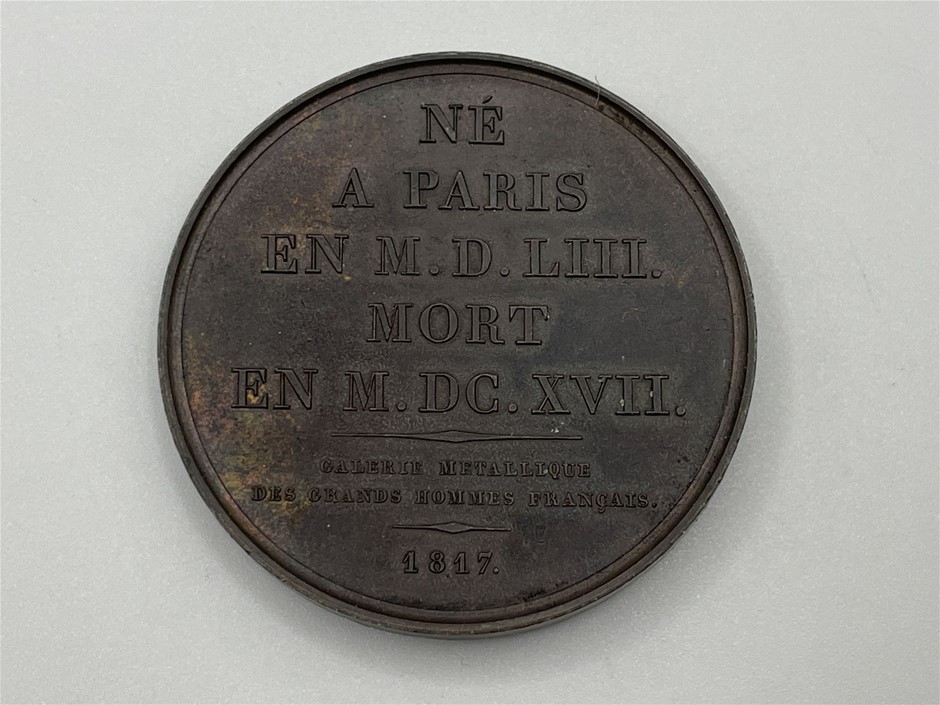 NÉ
A PARIS
EN M.D.LIII.
MORT
EN M.DC.XVII.
GALERIE METALLIQUE
DES GRANDS HOMMES FRANÇAIS.
1817.